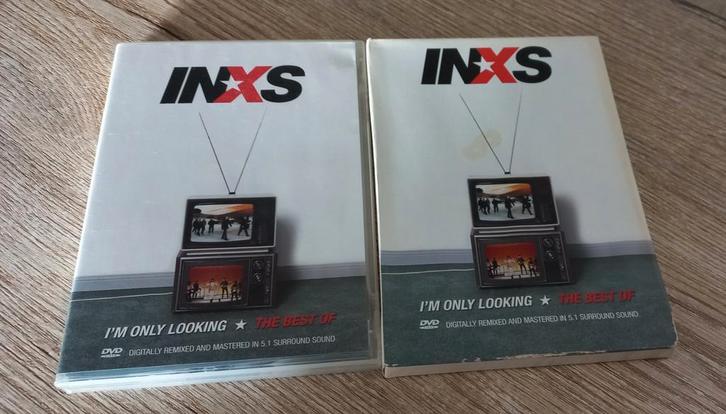 INXS
I'M ONLY LOOKING ★ THE BEST OF
DVD DIGITALLY REMIXED AND MASTERED IN 5.1 SURROUND SOUND
INXS
I'M ONLY LOOKING ★ THE BEST OF
DVD DIGITALLY REMIXED AND MASTERED IN 5.1 SURROUND SOUND